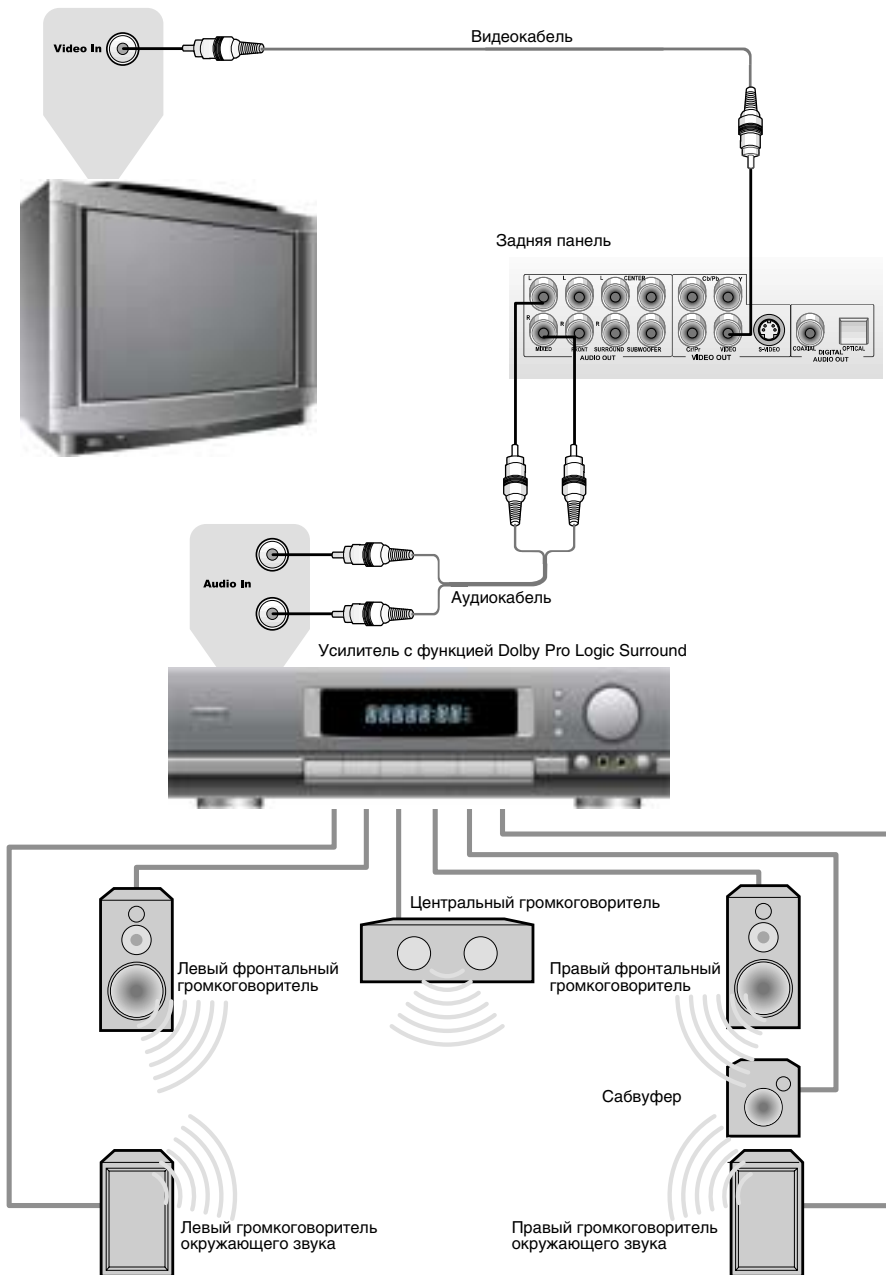 Видеокабель
Video In
Задняя панель
L L L CENTER Cb/Pb Y
R R R
MIXED FRONT SURROUND SUBWOOFER Cr/Pr VIDEO S-VIDEO COAXIAL OPTICAL
AUDIO OUT VIDEO OUT DIGITAL
AUDIO OUT
Audio In
Аудиокабель
Усилитель с функцией Dolby Pro Logic Surround
Центральный громкоговоритель
Левый фронтальный
громкоговоритель
Правый фронтальный
громкоговоритель
Сабвуфер
Левый громкоговоритель
окружающего звука
Правый громкоговоритель
окружающего звука